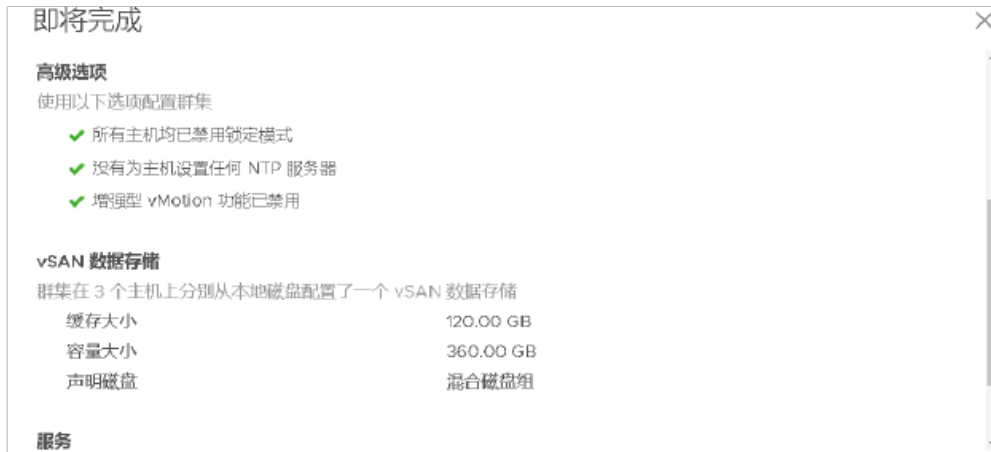 即将完成
高级选项
使用以下选项配置群集
所有主机均已禁用锁定模式
没有为主机设置任何 NTP 服务器
增强型 vMotion 功能已禁用
vSAN 数据存储
群集在 3 个主机上分别从本地磁盘配置了一个 vSAN 数据存储
缓存大小 120.00 GB
容量大小 360.00 GB
声明磁盘 混合磁盘组
服务